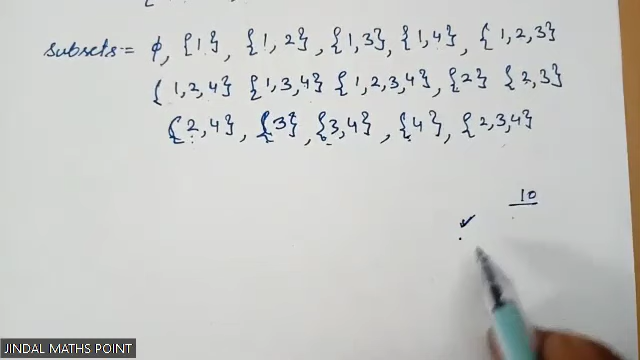 Subsets = ϕ, {1}, {1, 2}, {1, 3}, {1, 4}, {1, 2, 3}
{1, 2, 4} {1, 3, 4} {1, 2, 3, 4}, {2} {2, 3}
{2, 4}, {3}, {3, 4}, {4}, {2, 3, 4}
10
JINDAL MATHS POINT